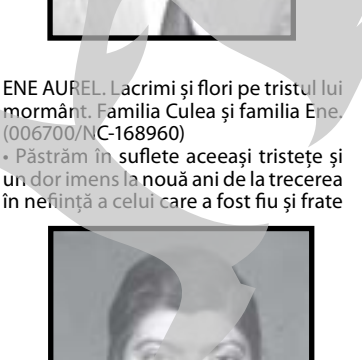 ENE AUREL. Lacrimi și flori pe tristul lui
mormânt. Familia Culea și familia Ene.
(006700/NC-168960)
• Păstrăm în suflete aceeași tristețe și
un dor imens la nouă ani de la trecerea
în neființă a celui care a fost fiu și frate